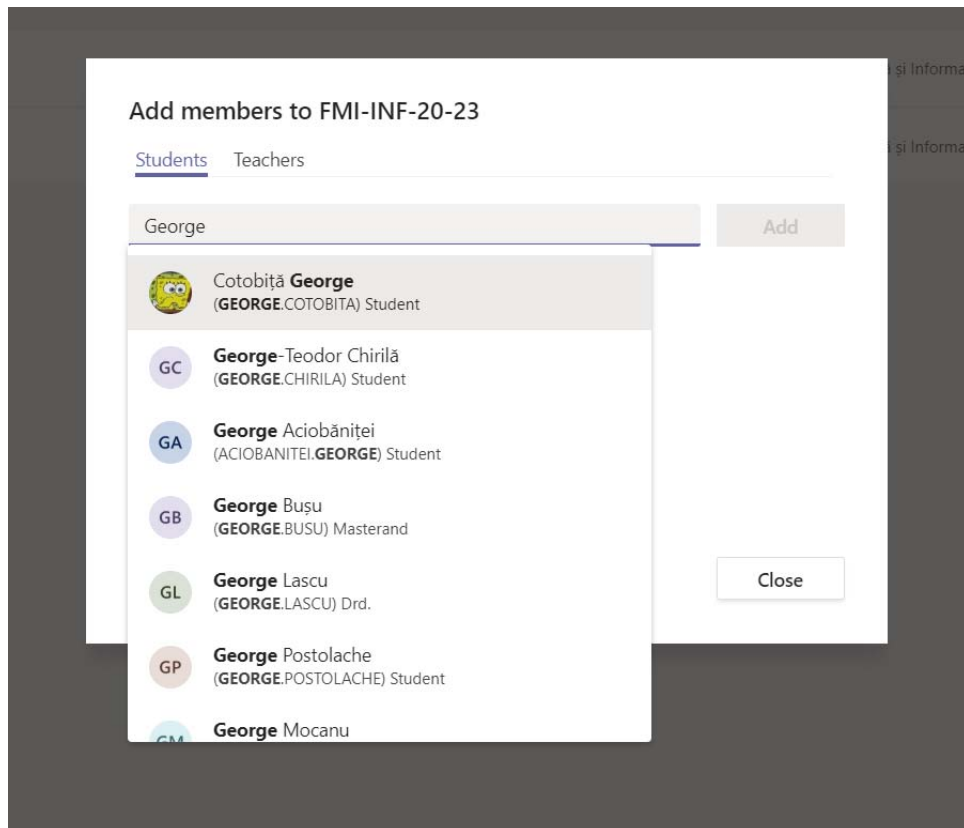 și Informa
Add members to FMI-INF-20-23
Students Teachers
și Informa
George Add
Cotobiță George
(GEORGE.COTOBITA) Student
GC George-Teodor Chirilă
(GEORGE.CHIRILA) Student
GA George Aciobăniței
(ACIOBANITEI.GEORGE) Student
GB George Bușu
(GEORGE.BUSU) Masterand
GL George Lascu
(GEORGE.LASCU) Drd.
Close
GP George Postolache
(GEORGE.POSTOLACHE) Student
GM George Mocanu